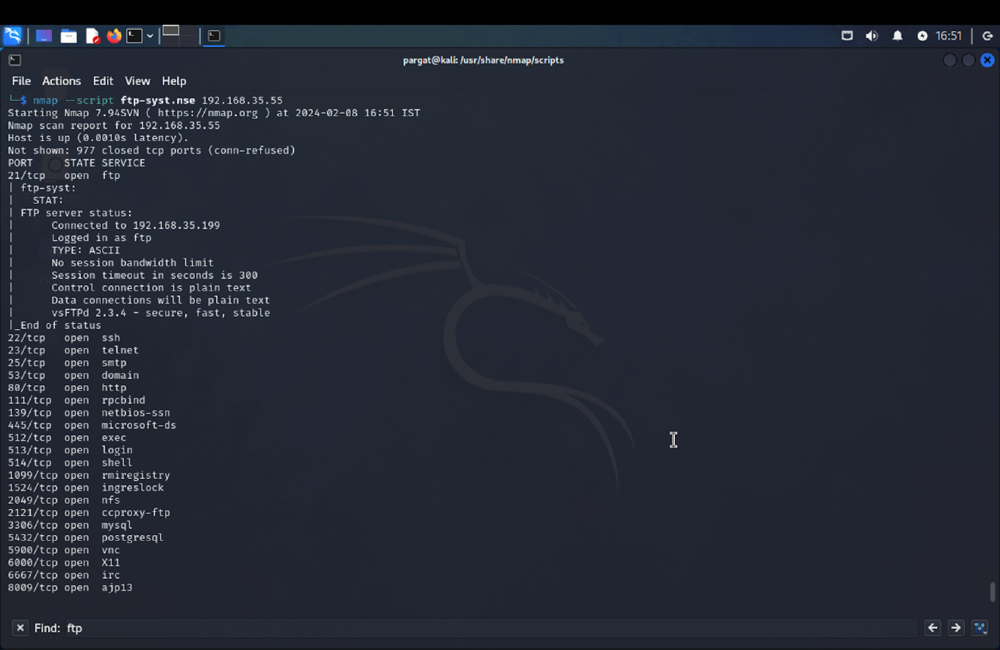 16:51
pargat@kali: /usr/share/nmap/scripts
File Actions Edit View Help
└─$ nmap --script ftp-syst.nse 192.168.35.55
Starting Nmap 7.94SVN ( https://nmap.org ) at 2024-02-08 16:51 IST
Nmap scan report for 192.168.35.55
Host is up (0.0010s latency).
Not shown: 977 closed tcp ports (conn-refused)
PORT     STATE SERVICE
21/tcp   open  ftp
| ftp-syst:
|   STAT:
| FTP server status:
|      Connected to 192.168.35.199
|      Logged in as ftp
|      TYPE: ASCII
|      No session bandwidth limit
|      Session timeout in seconds is 300
|      Control connection is plain text
|      Data connections will be plain text
|      vsFTPd 2.3.4 - secure, fast, stable
|_End of status
22/tcp   open  ssh
23/tcp   open  telnet
25/tcp   open  smtp
53/tcp   open  domain
80/tcp   open  http
111/tcp  open  rpcbind
139/tcp  open  netbios-ssn
445/tcp  open  microsoft-ds
512/tcp  open  exec
513/tcp  open  login
514/tcp  open  shell
1099/tcp open  rmiregistry
1524/tcp open  ingreslock
2049/tcp open  nfs
2121/tcp open  ccproxy-ftp
3306/tcp open  mysql
5432/tcp open  postgresql
5900/tcp open  vnc
6000/tcp open  X11
6667/tcp open  irc
8009/tcp open  ajp13
Find: ftp